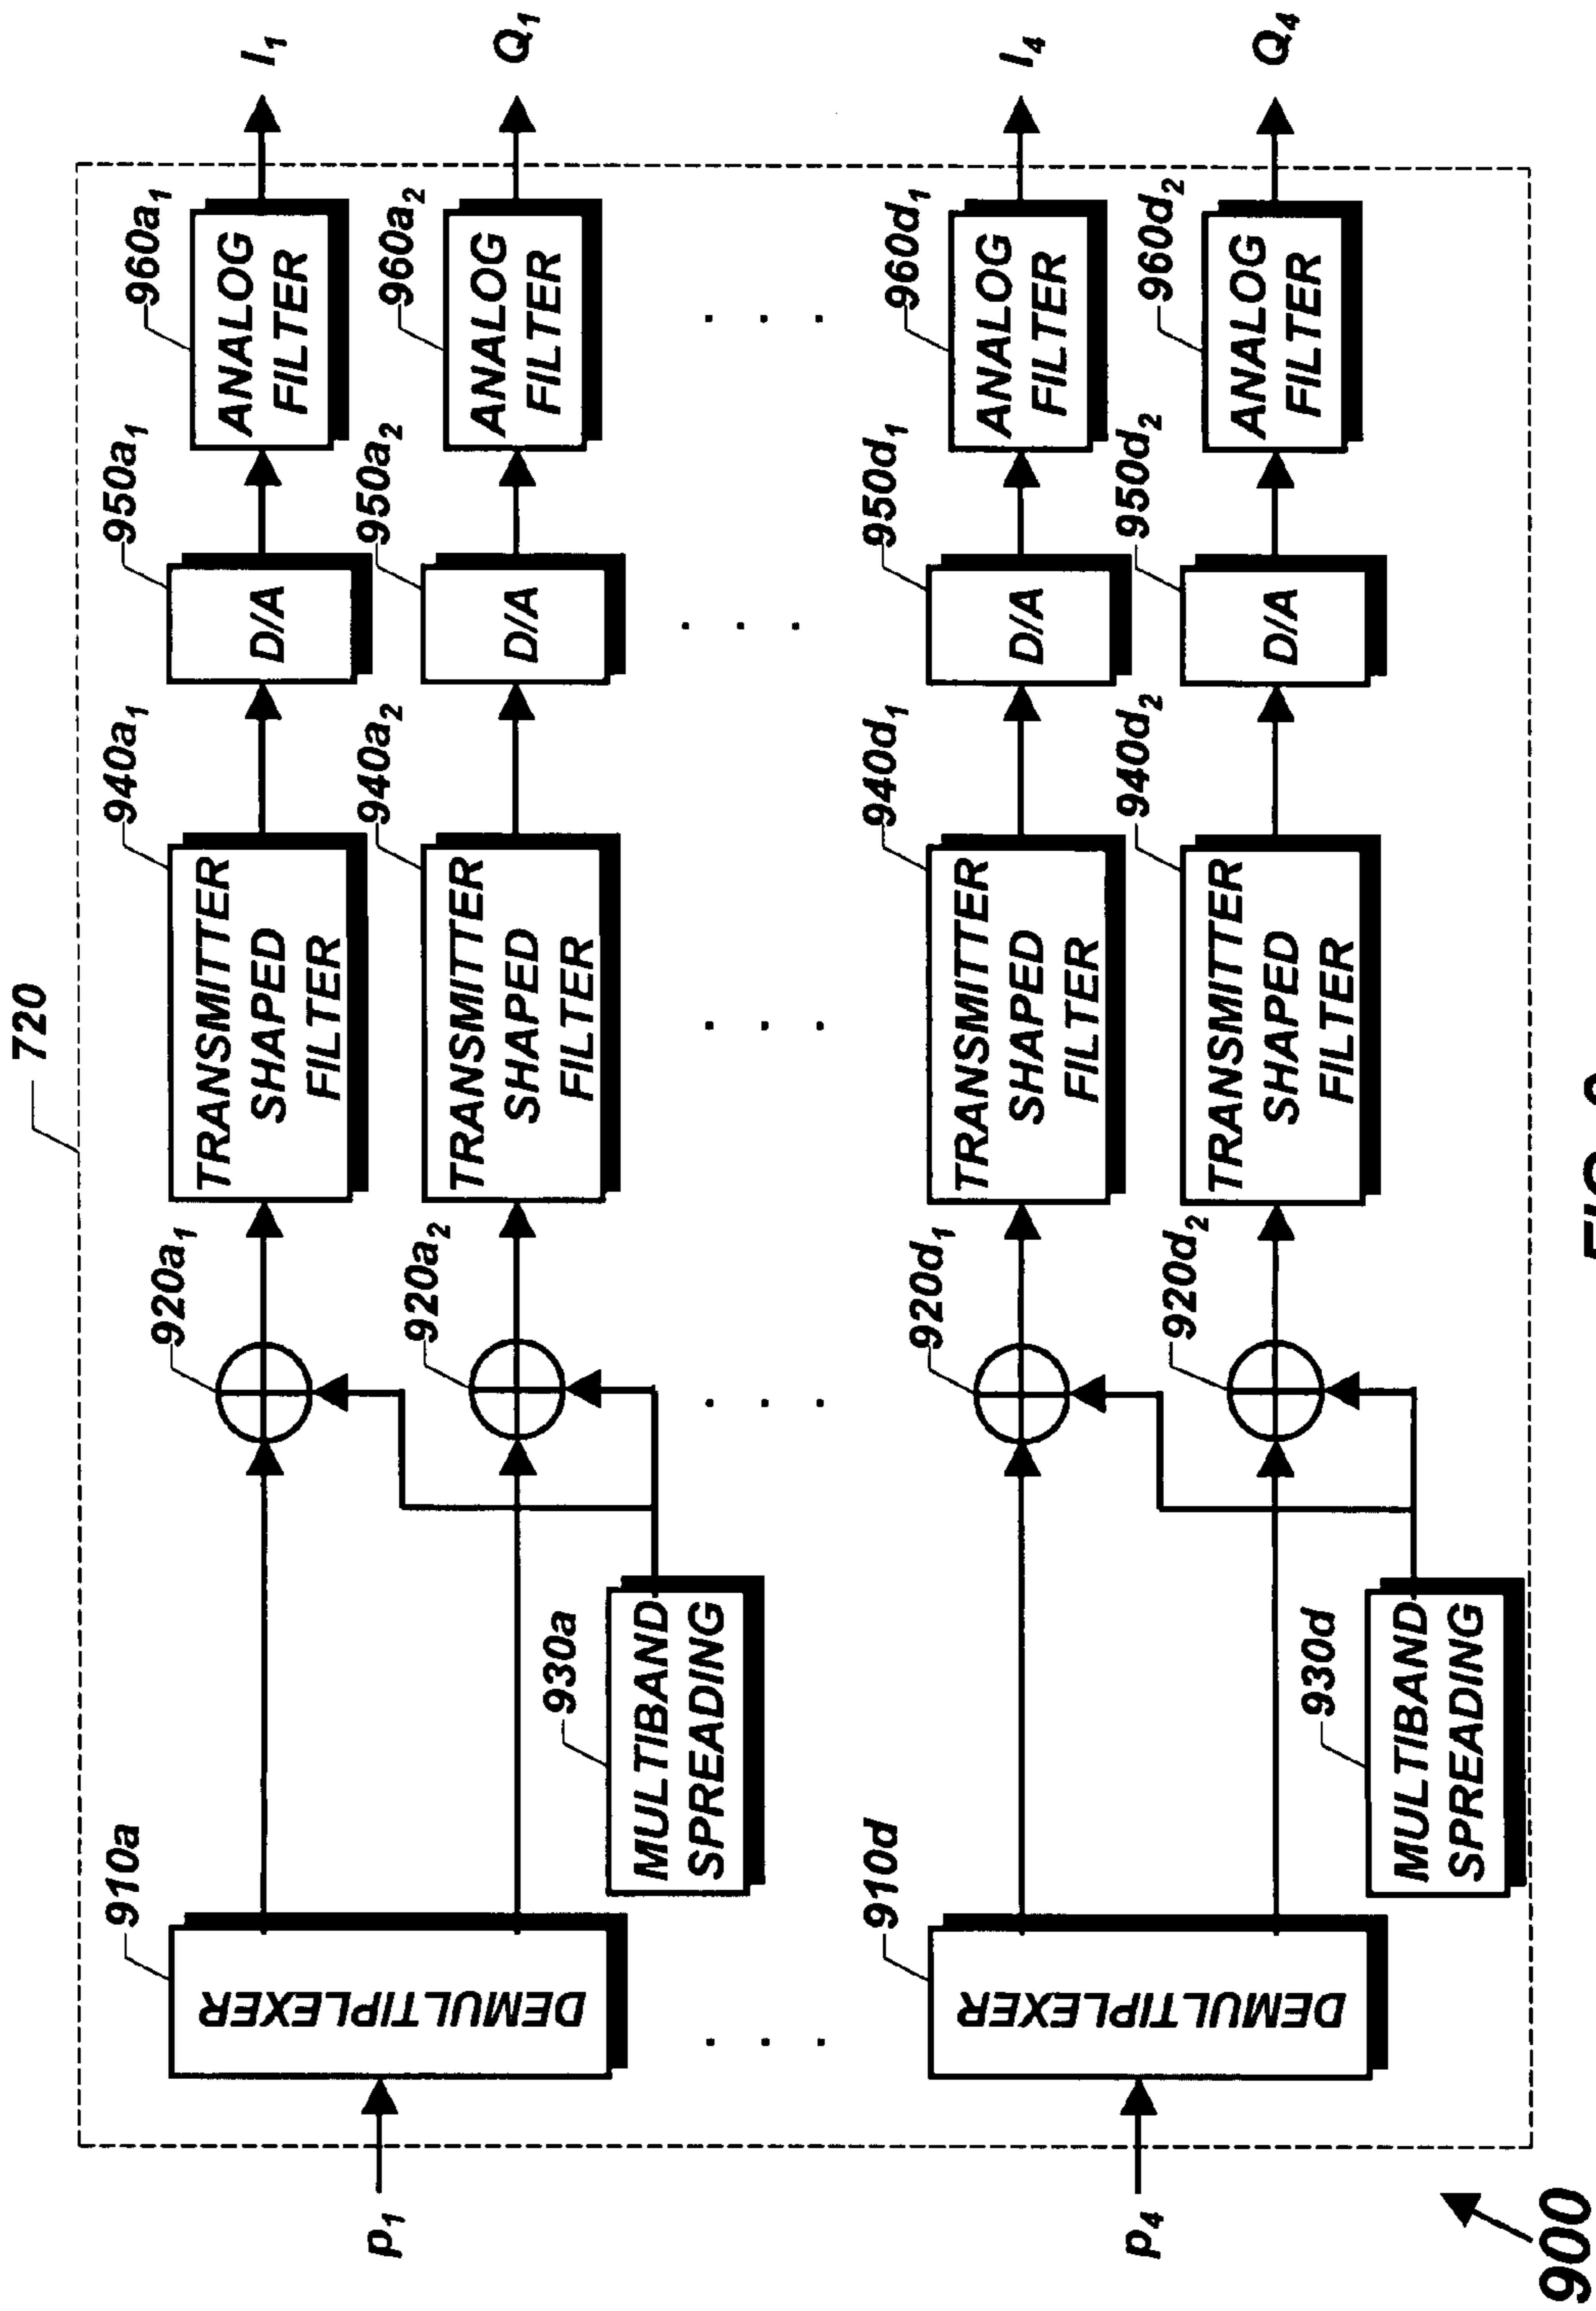 720
910a
920a1
940a1
950a1
960a1
I1
DEMULTIPLEXER
TRANSMITTER
SHAPED
FILTER
D/A
ANALOG
FILTER
p1
920a2
940a2
950a2
960a2
Q1
TRANSMITTER
SHAPED
FILTER
D/A
ANALOG
FILTER
930a
MULTIBAND
SPREADING
. . .
. . .
. . .
. . .
. . .
910d
920d1
940d1
950d1
960d1
I4
DEMULTIPLEXER
TRANSMITTER
SHAPED
FILTER
D/A
ANALOG
FILTER
p4
920d2
940d2
950d2
960d2
Q4
TRANSMITTER
SHAPED
FILTER
D/A
ANALOG
FILTER
930d
MULTIBAND
SPREADING
900